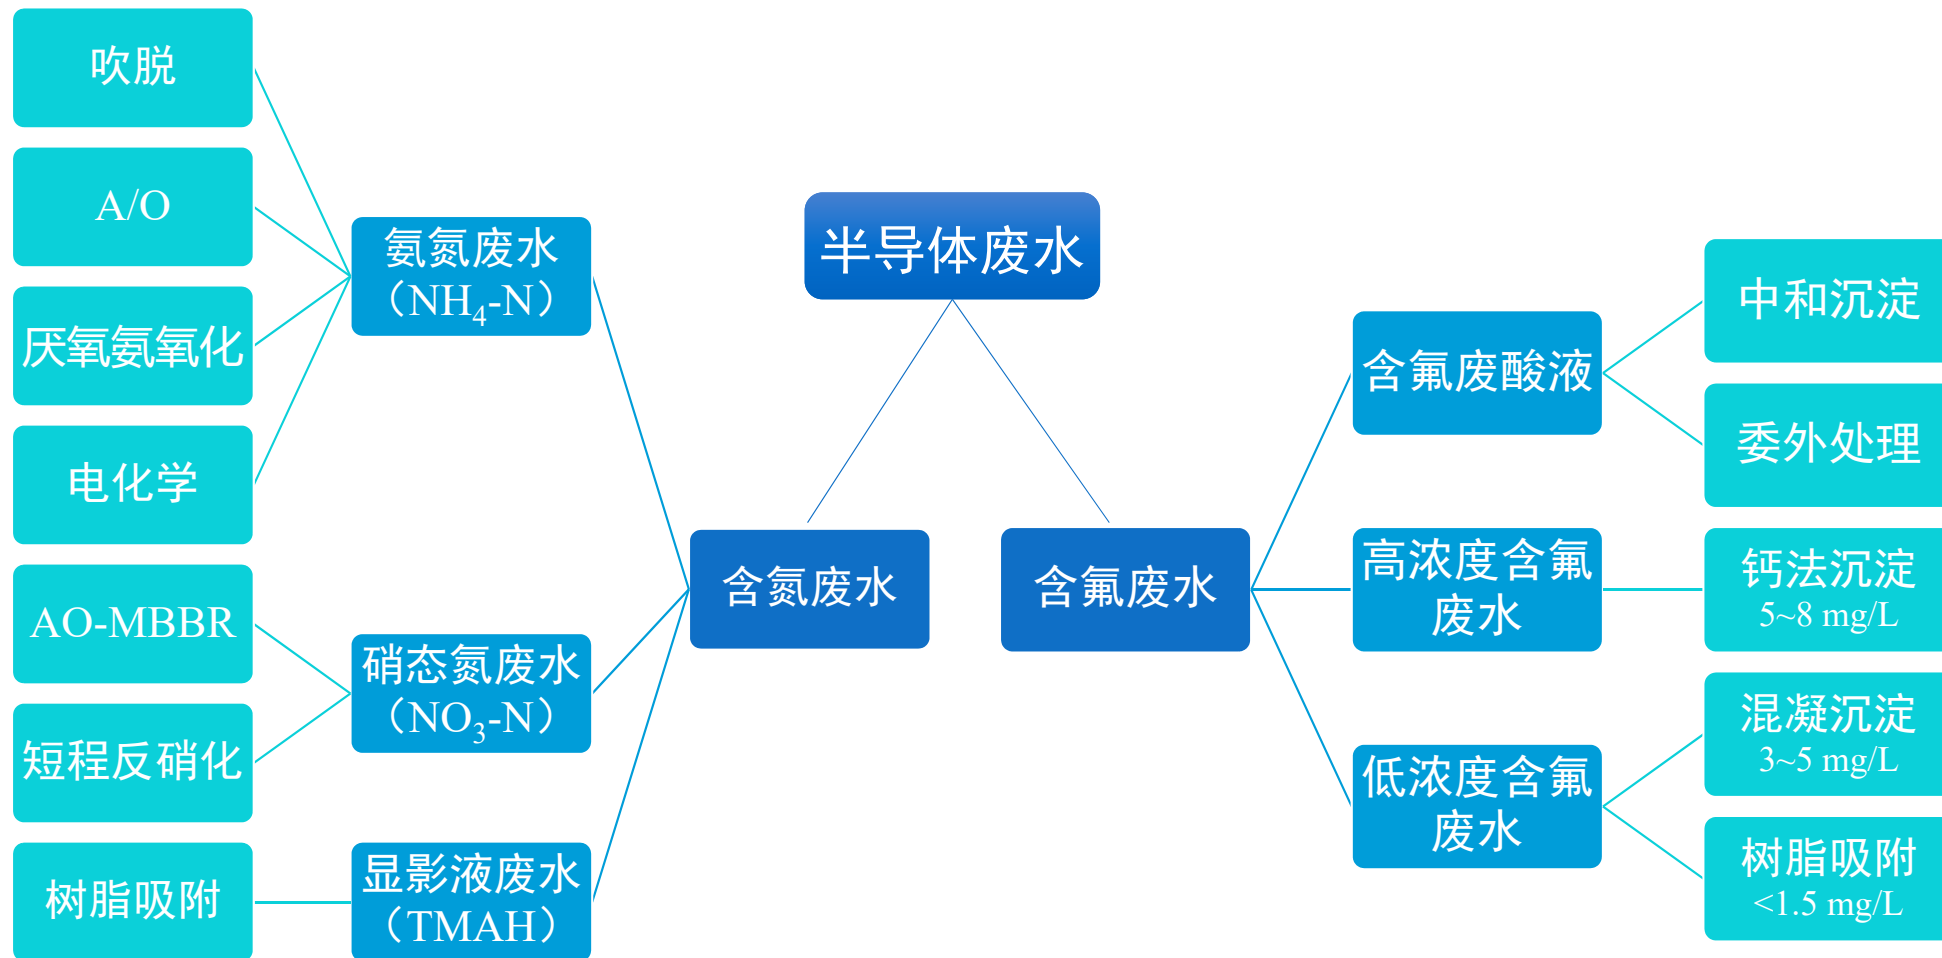 半导体废水
含氮废水
氨氮废水
（NH₄-N）
吹脱
A/O
厌氧氨氧化
电化学
硝态氮废水
（NO₃-N）
AO-MBBR
短程反硝化
显影液废水
（TMAH）
树脂吸附
含氟废水
含氟废酸液
中和沉淀
委外处理
高浓度含氟
废水
钙法沉淀
5~8 mg/L
低浓度含氟
废水
混凝沉淀
3~5 mg/L
树脂吸附
<1.5 mg/L